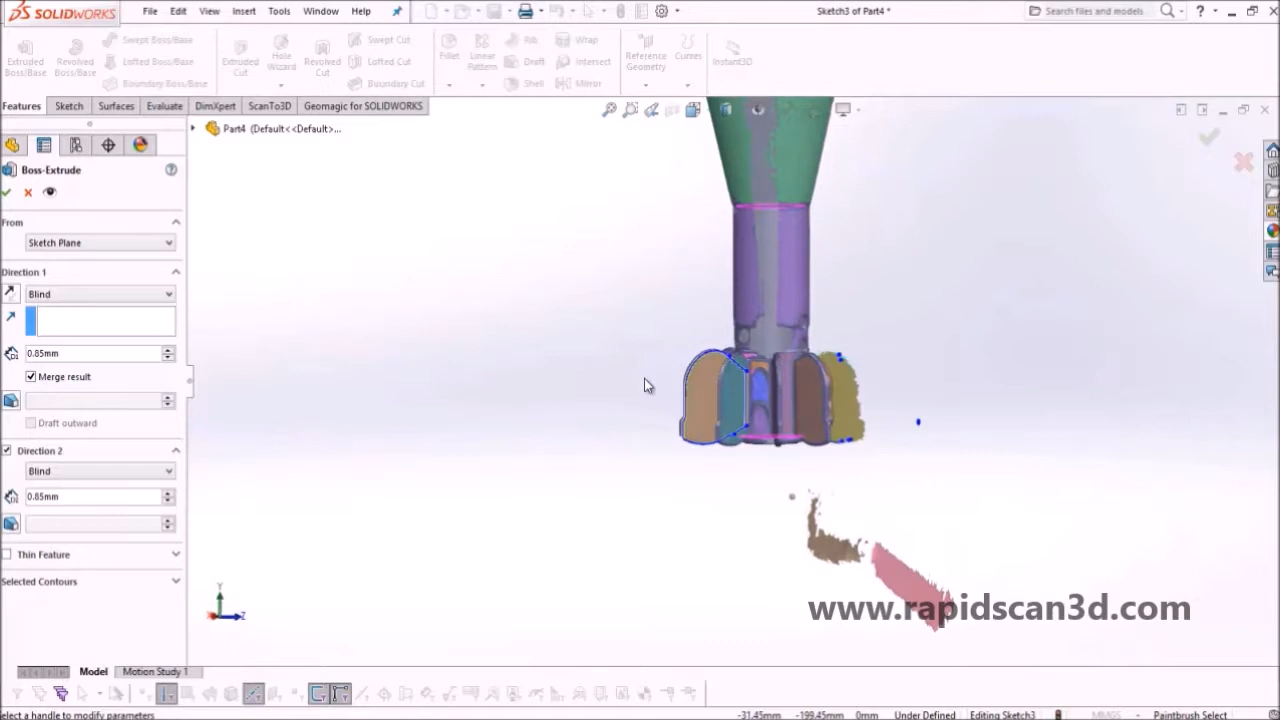 SOLIDWORKS File Edit View Insert Tools Window Help Sketch3 of Part4 * Search files and models
Extruded Boss/Base
Revolved Boss/Base
Swept Boss/Base
Lofted Boss/Base
Boundary Boss/Base
Extruded Cut
Hole Wizard
Revolved Cut
Swept Cut
Lofted Cut
Boundary Cut
Fillet
Linear Pattern
Rib
Draft
Shell
Wrap
Intersect
Mirror
Reference Geometry
Curves
Instant3D
Features Sketch Surfaces Evaluate DimXpert ScanTo3D Geomagic for SOLIDWORKS
Part4 (Default<<Default>...
Boss-Extrude
From
Sketch Plane
Direction 1
Blind
0.85mm
Merge result
Draft outward
Direction 2
Blind
0.85mm
Thin Feature
Selected Contours
Y
Z
www.rapidscan3d.com
Model Motion Study 1
Select a handle to modify parameters -31.45mm -199.45mm 0mm Under Defined Editing Sketch3 MMGS Paintbrush Select